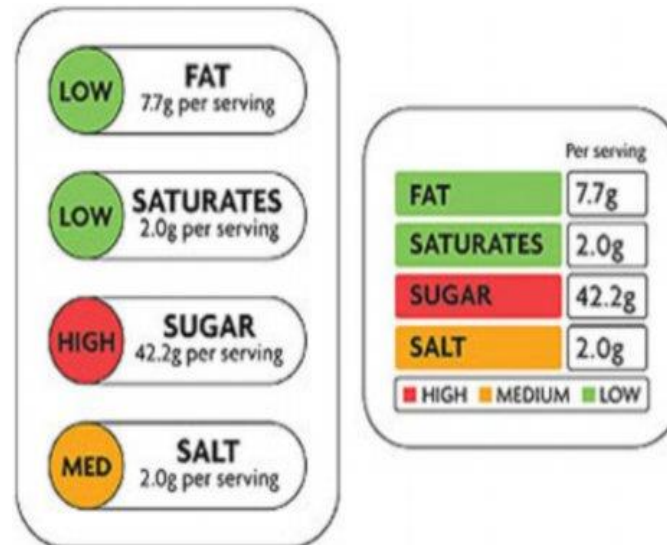 LOW
FAT
7.7g per serving
LOW
SATURATES
2.0g per serving
HIGH
SUGAR
42.2g per serving
MED
SALT
2.0g per serving
Per serving
FAT 7.7g
SATURATES 2.0g
SUGAR 42.2g
SALT 2.0g
HIGH MEDIUM LOW